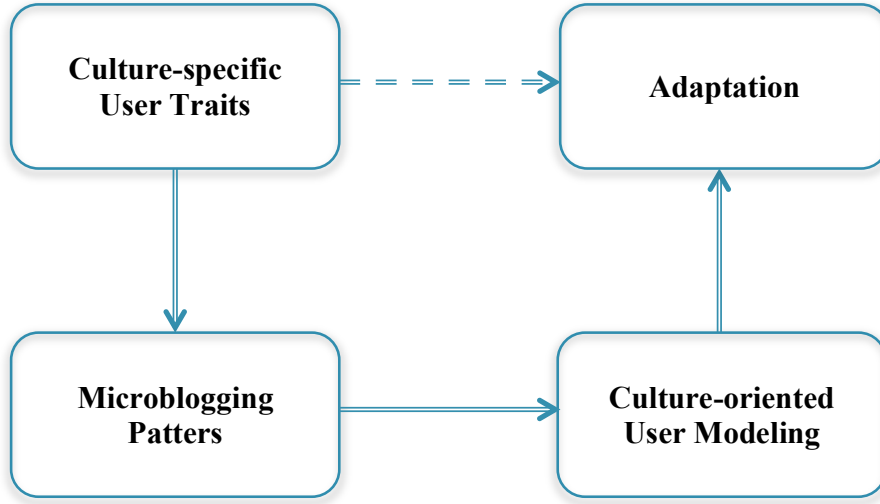 Culture-specific
User Traits
Adaptation
Microblogging
Patters
Culture-oriented
User Modeling